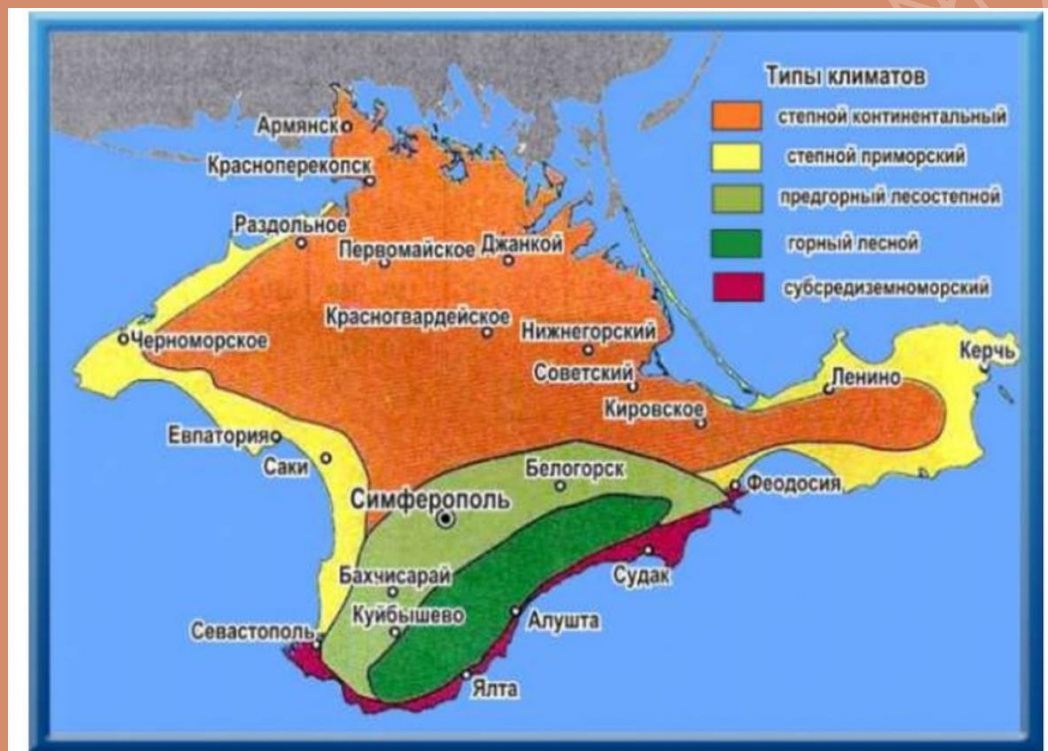 Типы климатов
степной континентальный
степной приморский
предгорный лесостепной
горный лесной
субсредиземноморский
Армянск
Красноперекопск
Раздольное
Первомайское
Джанкой
Красногвардейское
Нижнегорский
Черноморское
Советский
Керчь
Ленино
Кировское
Евпатория
Саки
Белогорск
Феодосия
Симферополь
Бахчисарай
Судак
Куйбышево
Алушта
Севастополь
Ялта